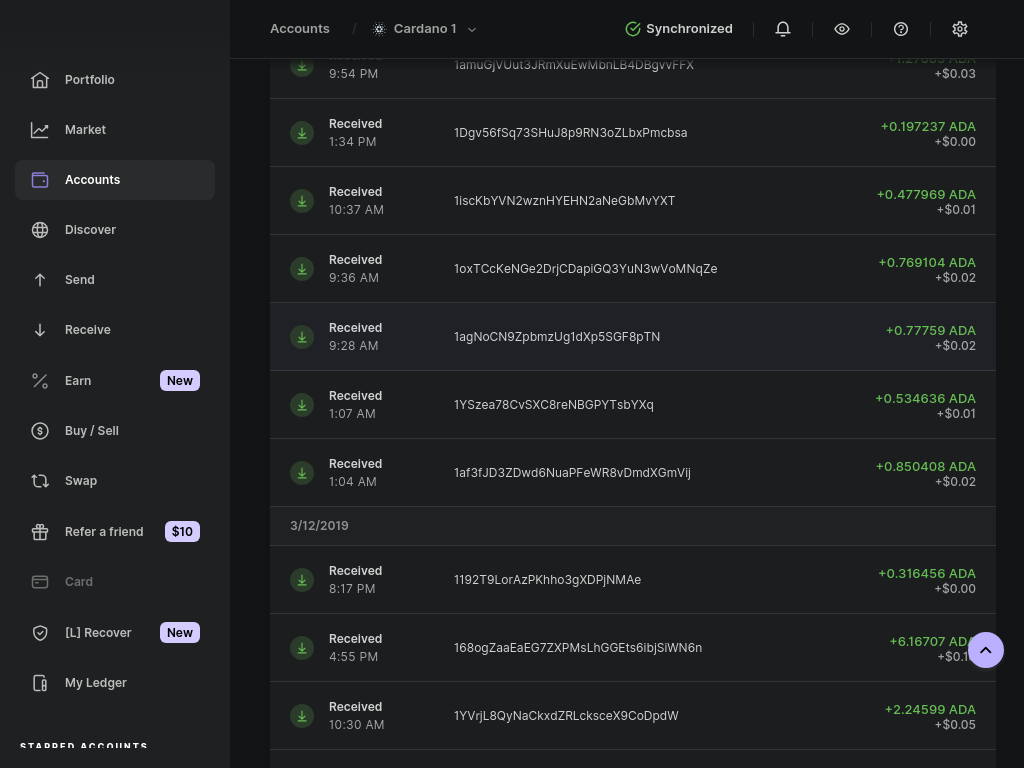 Accounts / Cardano 1
Synchronized
Portfolio
Market
Accounts
Discover
Send
Receive
Earn New
Buy / Sell
Swap
Refer a friend $10
Card
[L] Recover New
My Ledger
STARRED ACCOUNTS
9:54 PM 1amuGjVUut3JRmXuEwMbnLB4DBgvvFFX +$0.03
Received 1Dgv56fSq73SHuJ8p9RN3oZLbxPmcbsa +0.197237 ADA
1:34 PM +$0.00
Received 1iscKbYVN2wznHYEHN2aNeGbMvYXT +0.477969 ADA
10:37 AM +$0.01
Received 1oxTCcKeNGe2DrjCDapiGQ3YuN3wVoMNqZe +0.769104 ADA
9:36 AM +$0.02
Received 1agNoCN9ZpbmzUg1dXp5SGF8pTN +0.77759 ADA
9:28 AM +$0.02
Received 1YSzea78CvSXC8reNBGPYTsbYXq +0.534636 ADA
1:07 AM +$0.01
Received 1af3fJD3ZDwd6NuaPFeWR8vDmdXGmVij +0.850408 ADA
1:04 AM +$0.02
3/12/2019
Received 1192T9LorAzPKhho3gXDPjNMAe +0.316456 ADA
8:17 PM +$0.00
Received 168ogZaaEaEG7ZXPMsLhGGEts6ibjSiWN6n +6.16707 ADA
4:55 PM
Received 1YVrjL8QyNaCkxdZRLcksceX9CoDpdW +2.24599 ADA
10:30 AM +$0.05